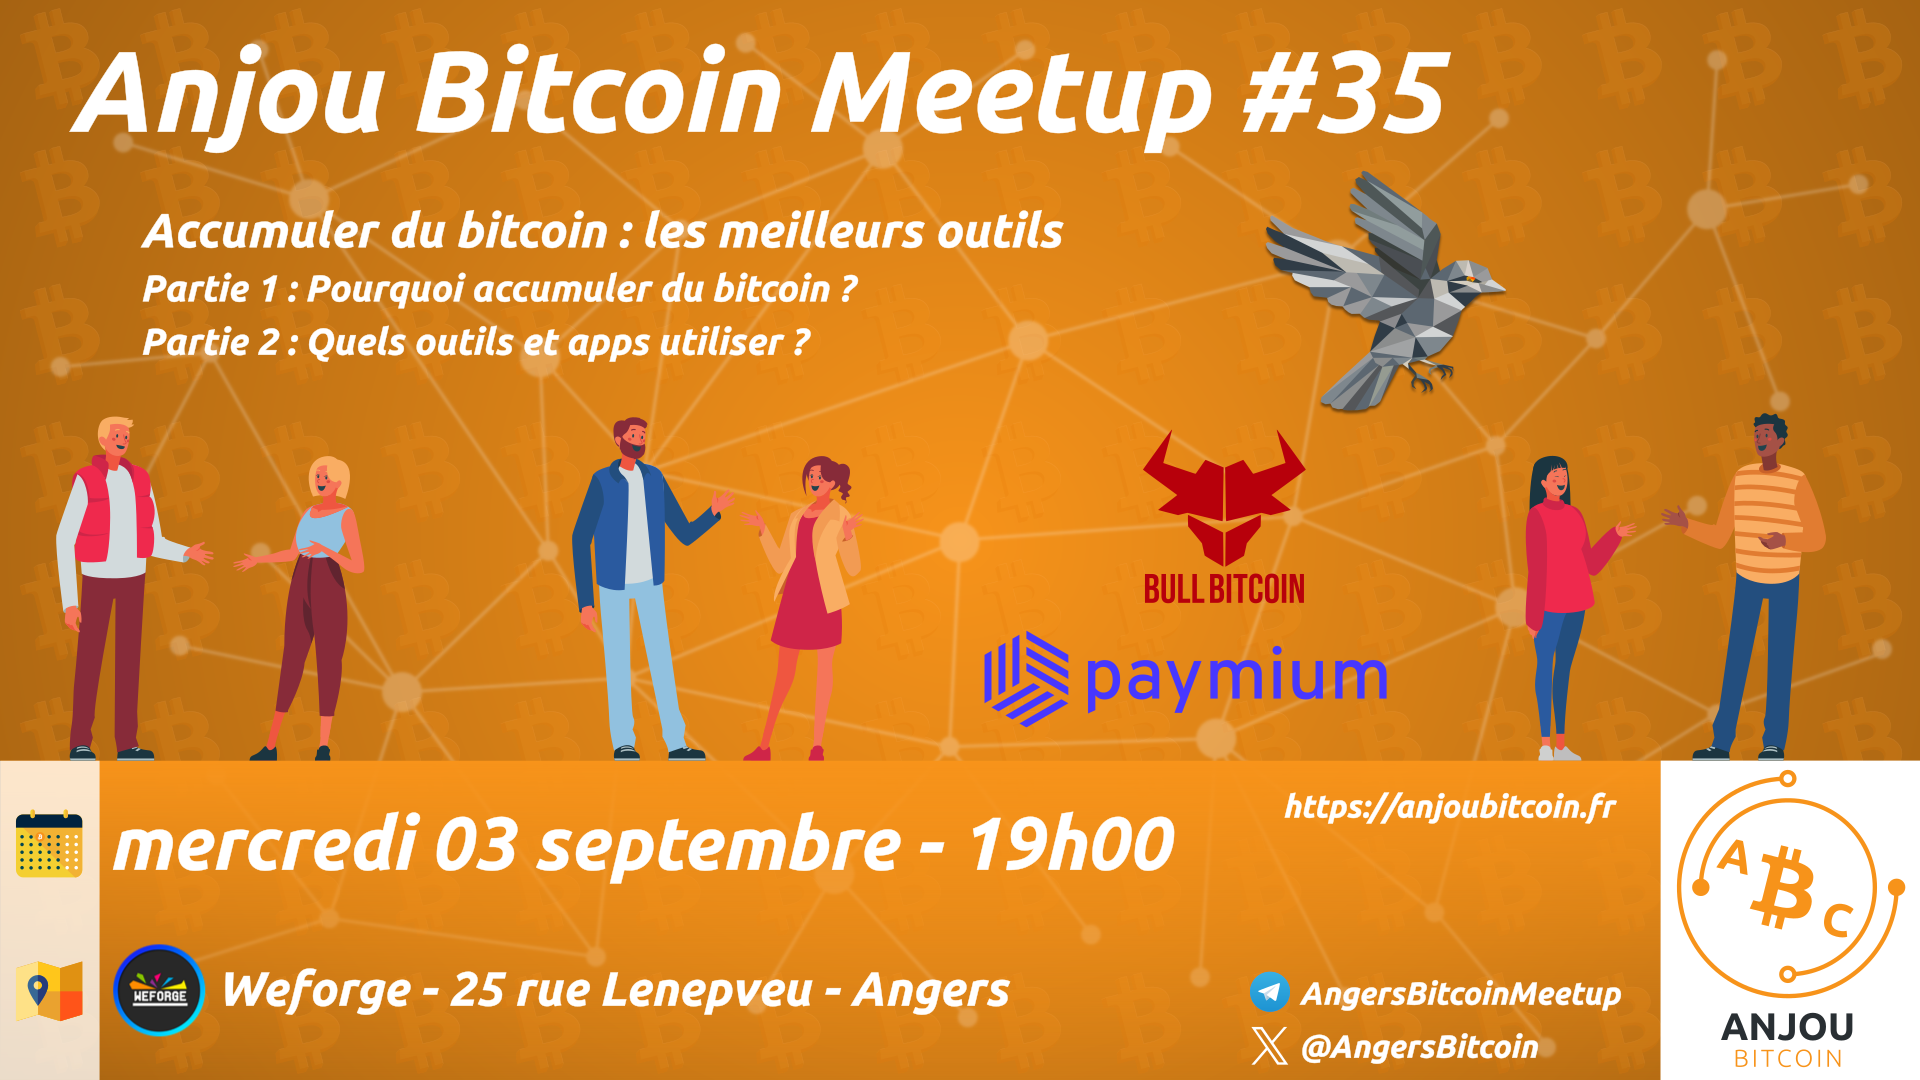 Anjou Bitcoin Meetup #35
Accumuler du bitcoin : les meilleurs outils
Partie 1 : Pourquoi accumuler du bitcoin ?
Partie 2 : Quels outils et apps utiliser ?
BULL BITCOIN
paymium
mercredi 03 septembre - 19h00
https://anjoubitcoin.fr
WEFORGE
Weforge - 25 rue Lenepveu - Angers
AngersBitcoinMeetup
@AngersBitcoin
A ₿ C
ANJOU
BITCOIN